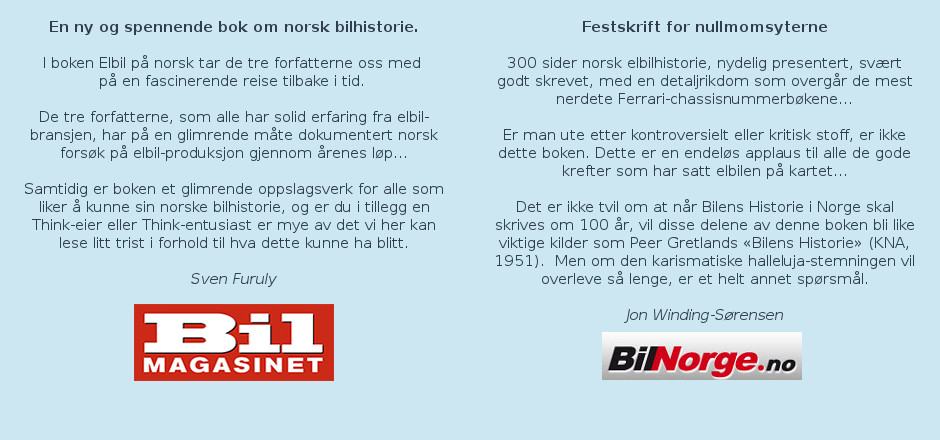 En ny og spennende bok om norsk bilhistorie.
I boken Elbil på norsk tar de tre forfatterne oss med
på en fascinerende reise tilbake i tid.
De tre forfatterne, som alle har solid erfaring fra elbil-
bransjen, har på en glimrende måte dokumentert norsk
forsøk på elbil-produksjon gjennom årenes løp...
Samtidig er boken et glimrende oppslagsverk for alle som
liker å kunne sin norske bilhistorie, og er du i tillegg en
Think-eier eller Think-entusiast er mye av det vi her kan
lese litt trist i forhold til hva dette kunne ha blitt.
Sven Furuly
Bil
MAGASINET
Festskrift for nullmomsyterne
300 sider norsk elbilhistorie, nydelig presentert, svært
godt skrevet, med en detaljrikdom som overgår de mest
nerdete Ferrari-chassisnummerbøkene...
Er man ute etter kontroversielt eller kritisk stoff, er ikke
dette boken. Dette er en endeløs applaus til alle de gode
krefter som har satt elbilen på kartet...
Det er ikke tvil om at når Bilens Historie i Norge skal
skrives om 100 år, vil disse delene av denne boken bli like
viktige kilder som Peer Gretlands «Bilens Historie» (KNA,
1951).  Men om den karismatiske halleluja-stemningen vil
overleve så lenge, er et helt annet spørsmål.
Jon Winding-Sørensen
BilNorge.no